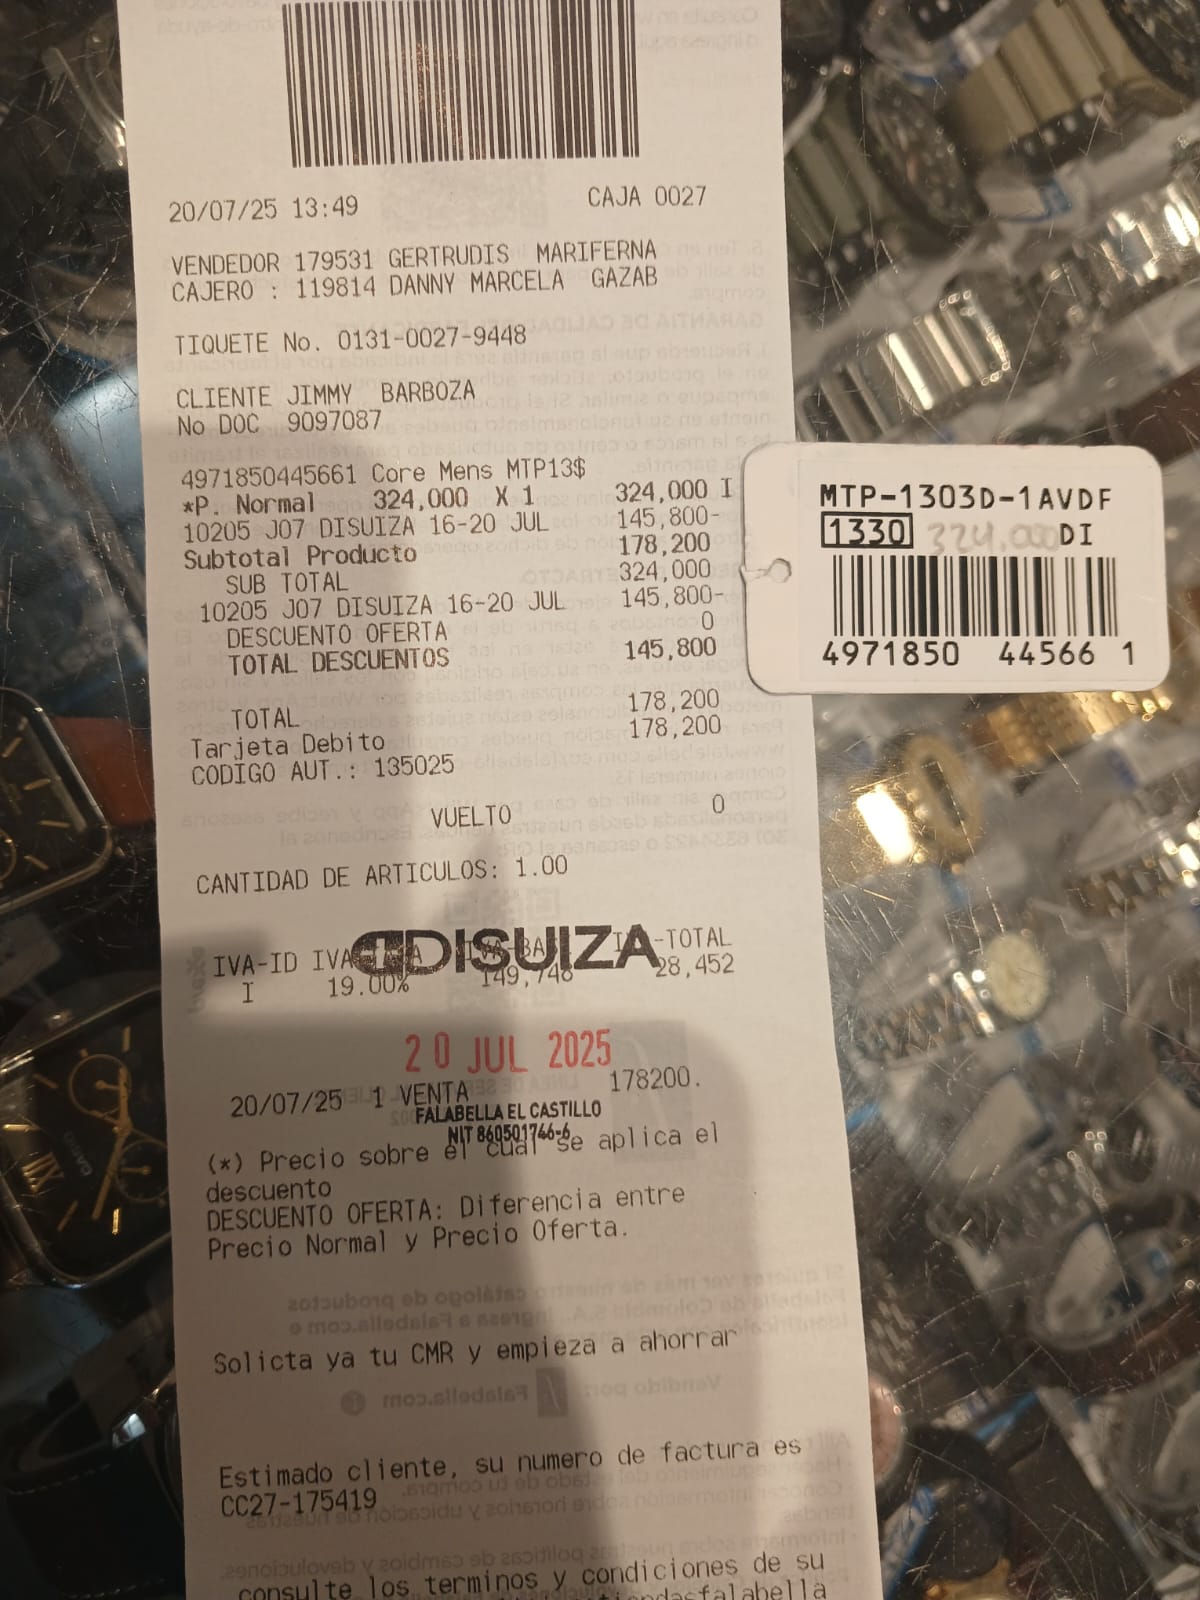 20/07/25 13:49 CAJA 0027
VENDEDOR 179531 GERTRUDIS MARIFERNA
CAJERO : 119814 DANNY MARCELA GAZAB
TIQUETE No. 0131-0027-9448
CLIENTE JIMMY BARBOZA
No DOC 9097087
4971850445661 Core Mens MTP13$
*P. Normal 324,000 X 1 324,000 I
10205 J07 DISUIZA 16-20 JUL 145,800-
Subtotal Producto 178,200
SUB TOTAL 324,000
10205 J07 DISUIZA 16-20 JUL 145,800-
DESCUENTO OFERTA 0
TOTAL DESCUENTOS 145,800
TOTAL 178,200
Tarjeta Debito 178,200
CODIGO AUT.: 135025
VUELTO 0
CANTIDAD DE ARTICULOS: 1.00
DISUIZA
IVA-ID -TOTAL
I 19.00% 149,748 28,452
20 JUL 2025
20/07/25 1 VENTA 178200.
FALABELLA EL CASTILLO
NIT 860501746-6
(*) Precio sobre el cual se aplica el
descuento
DESCUENTO OFERTA: Diferencia entre
Precio Normal y Precio Oferta.
Solicta ya tu CMR y empieza a ahorrar
Estimado cliente, su numero de factura es
CC27-175419
consulte los terminos y condiciones de su
MTP-1303D-1AVDF
1330 324.000 DI
4971850 44566 1